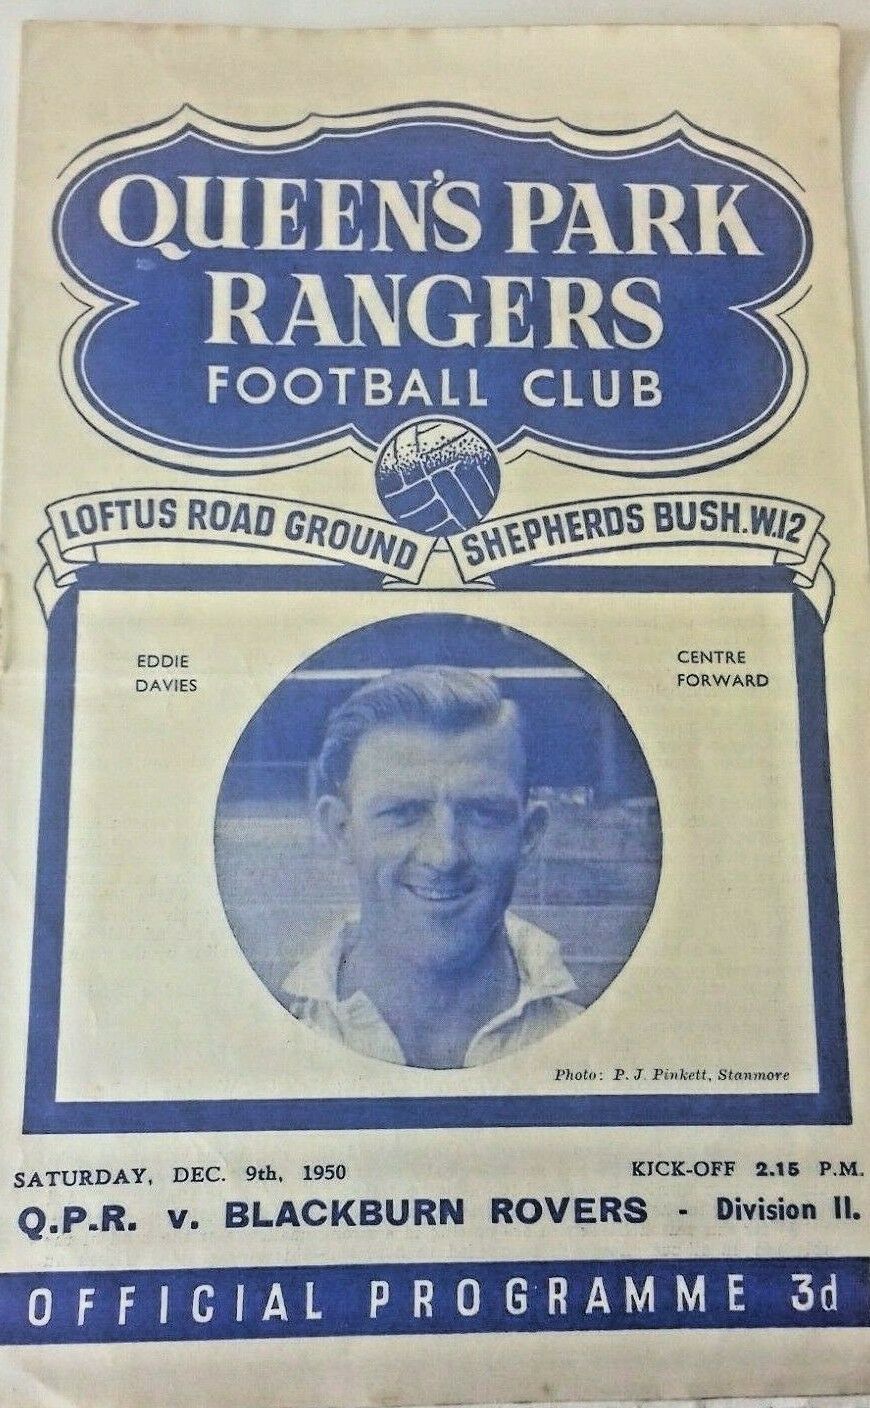 QUEEN'S PARK
RANGERS
FOOTBALL CLUB
LOFTUS ROAD GROUND
SHEPHERDS BUSH.W.12
EDDIE
DAVIES
CENTRE
FORWARD
Photo: P. J. Pinkett, Stanmore
SATURDAY, DEC. 9th, 1950 KICK-OFF 2.15 P.M.
Q.P.R. v. BLACKBURN ROVERS - Division II.
OFFICIAL PROGRAMME 3d